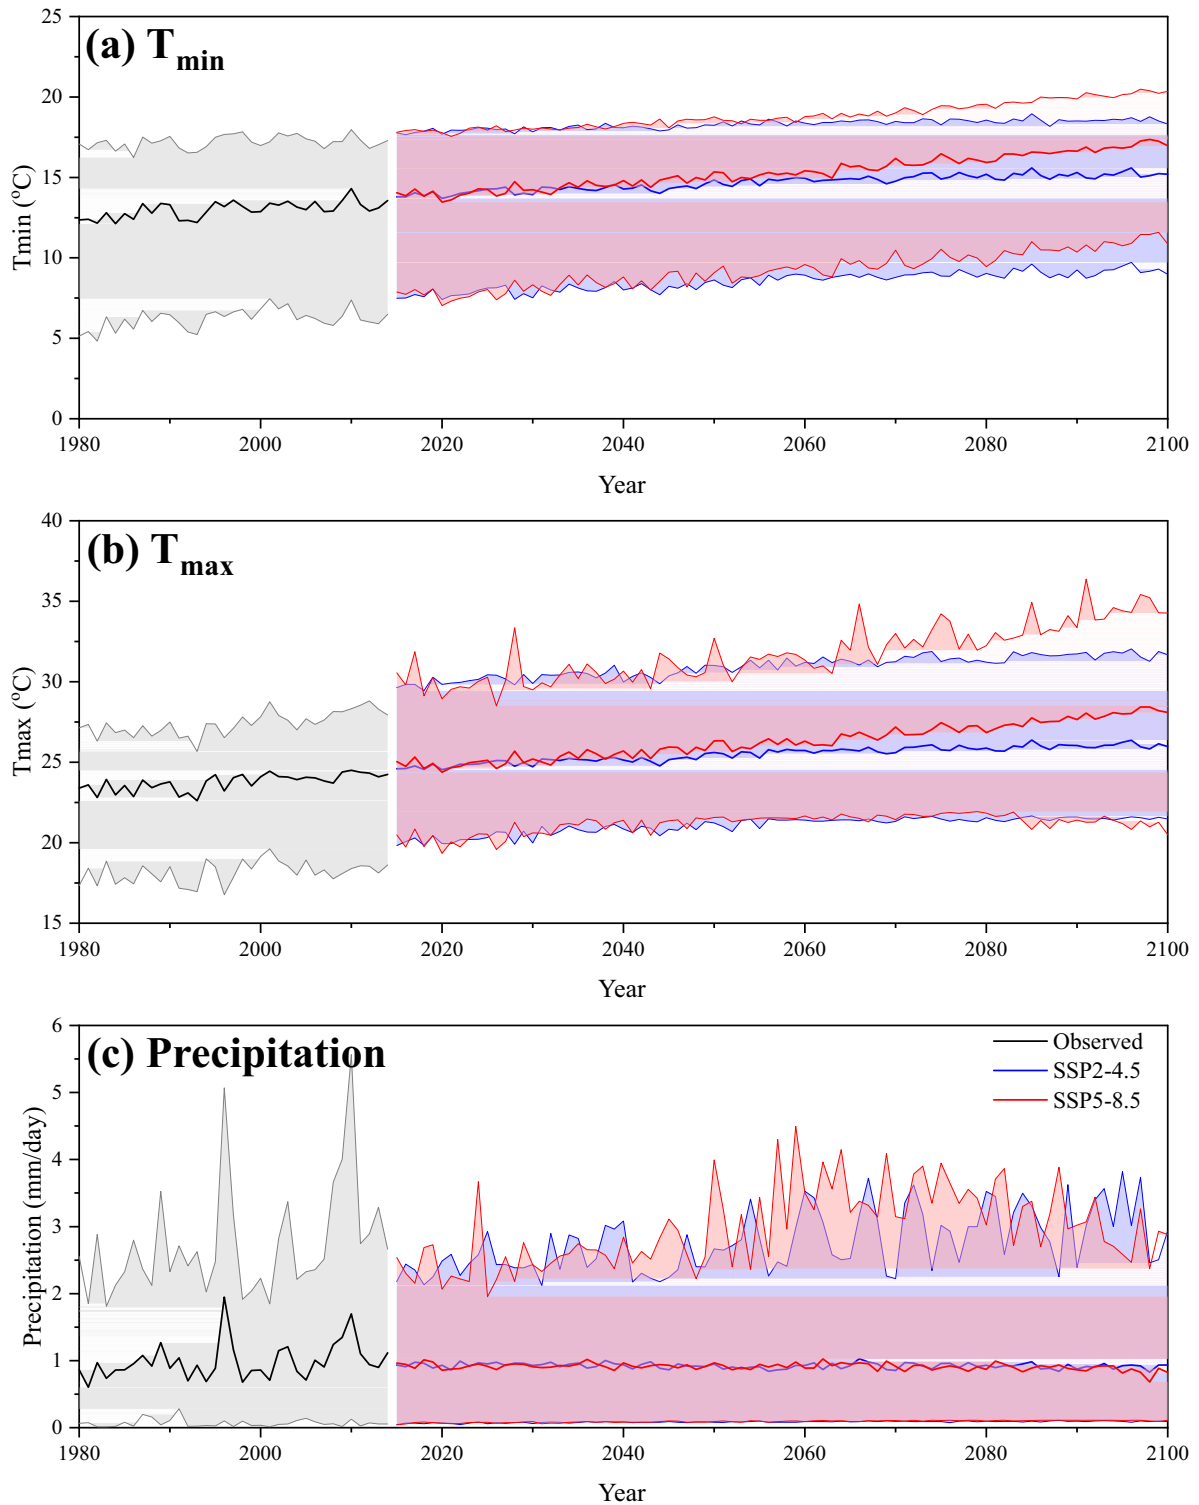 (a) Tmin
25
20
15
10
5
0
Tmin (°C)
1980 2000 2020 2040 2060 2080 2100
Year
(b) Tmax
40
35
30
25
20
15
Tmax (°C)
1980 2000 2020 2040 2060 2080 2100
Year
(c) Precipitation
6
5
4
3
2
1
0
Precipitation (mm/day)
Observed
SSP2-4.5
SSP5-8.5
1980 2000 2020 2040 2060 2080 2100
Year